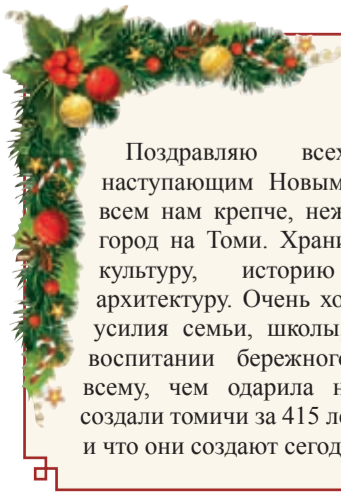 Поздравляю всех
наступающим Новым
всем нам крепче, неж
город на Томи. Храни
культуру, историю
архитектуру. Очень хо
усилия семьи, школы
воспитании бережного
всему, чем одарила н
создали томичи за 415 ле
и что они создают сегод